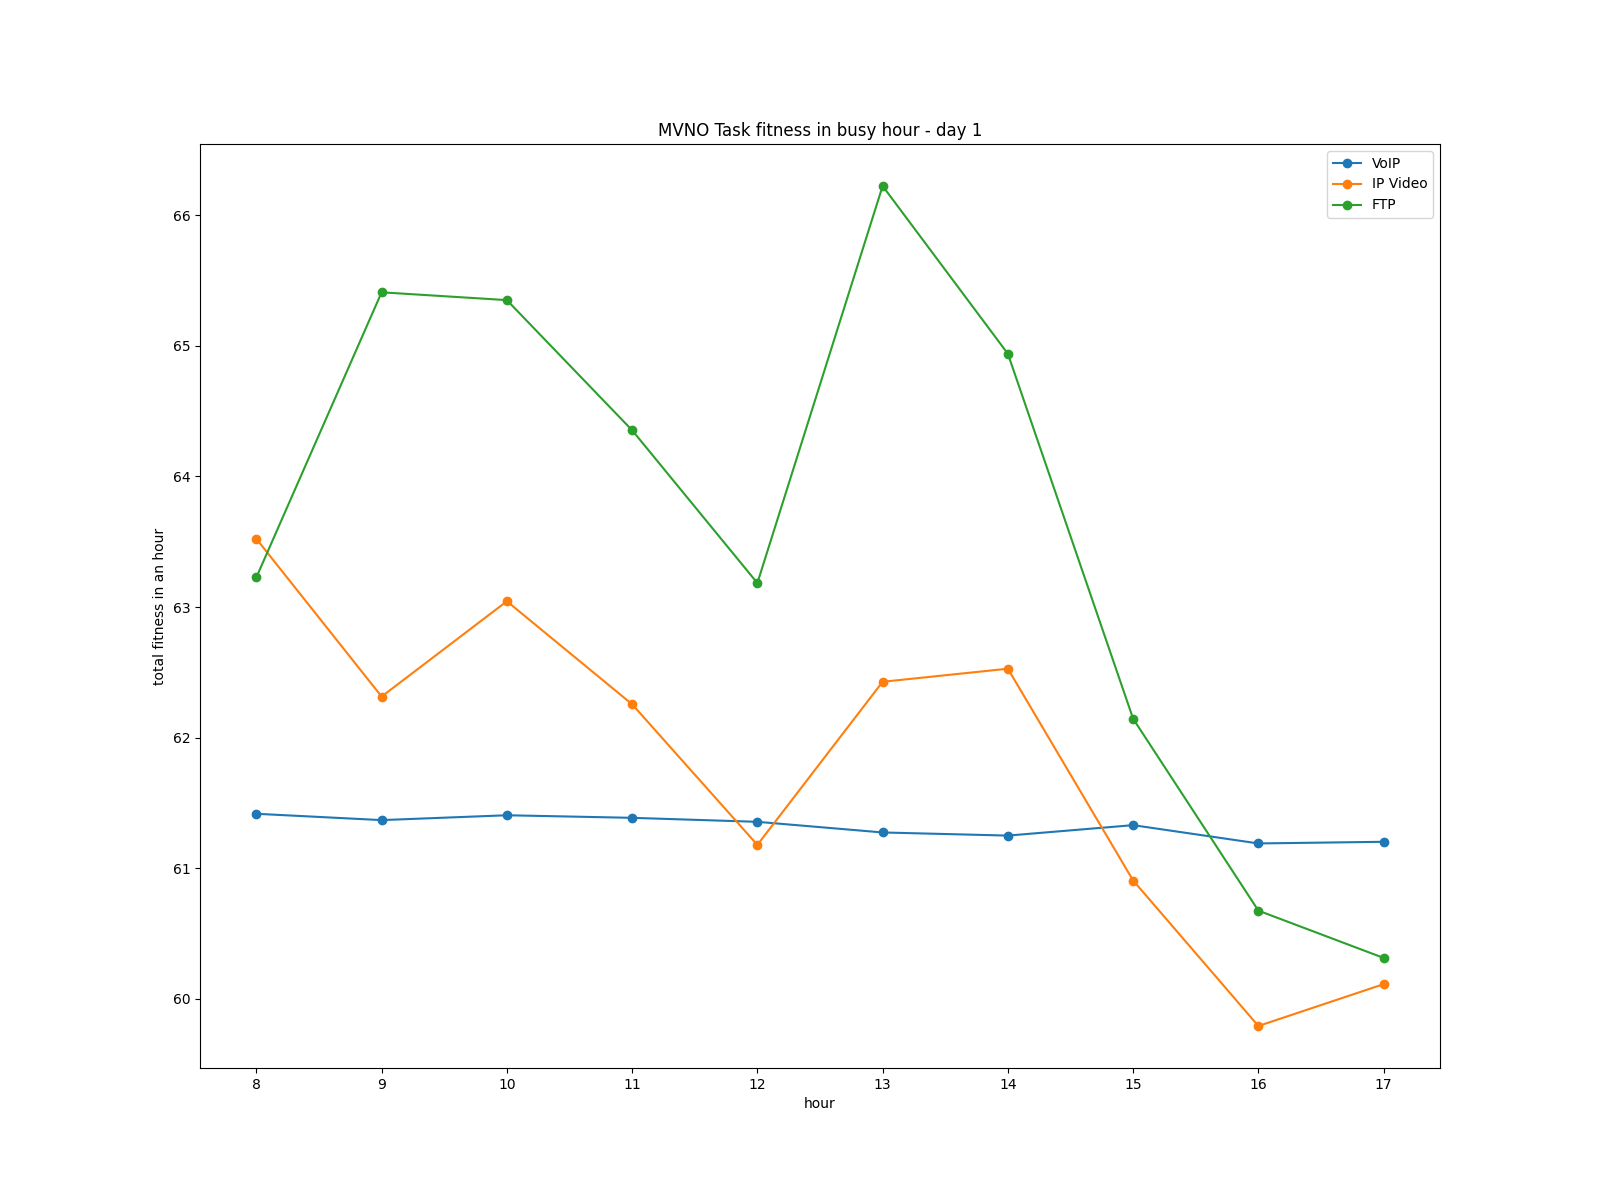 MVNO Task fitness in busy hour - day 1
VoIP
IP Video
FTP
66
65
64
63
62
61
60
total fitness in an hour
8 9 10 11 12 13 14 15 16 17
hour